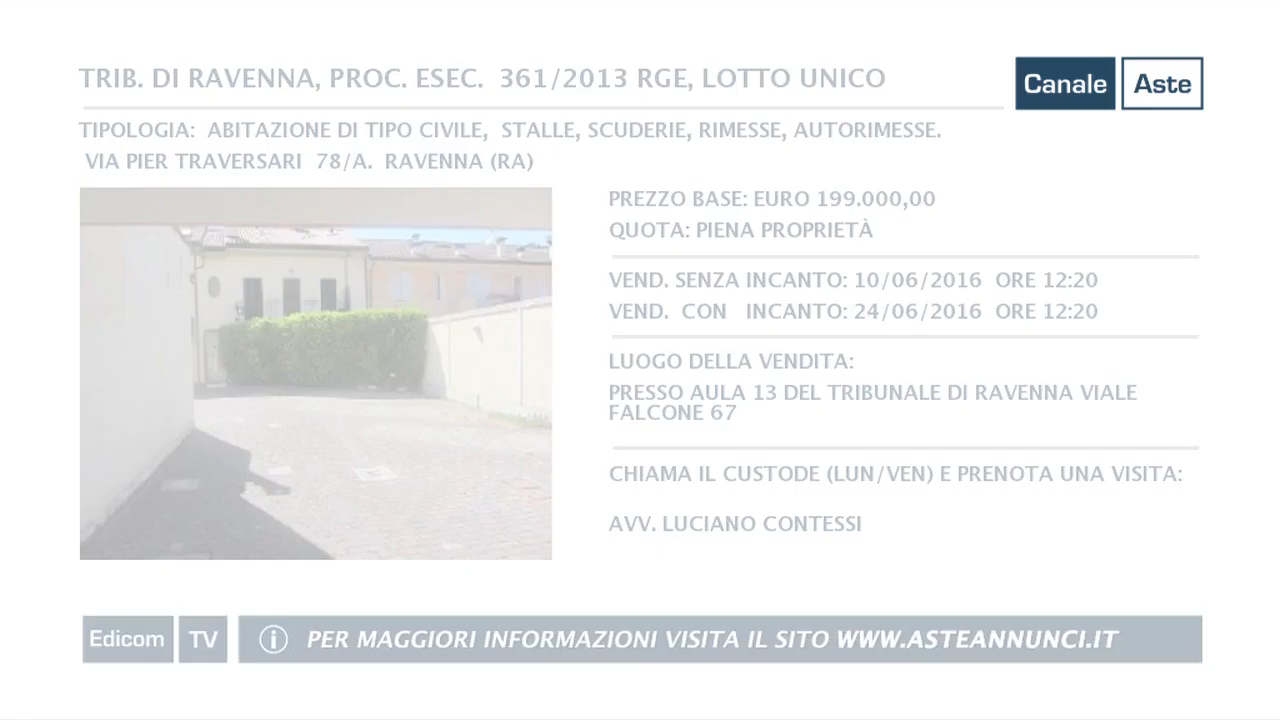 TRIB. DI RAVENNA, PROC. ESEC. 361/2013 RGE, LOTTO UNICO
Canale Aste
TIPOLOGIA: ABITAZIONE DI TIPO CIVILE, STALLE, SCUDERIE, RIMESSE, AUTORIMESSE.
VIA PIER TRAVERSARI 78/A. RAVENNA (RA)
PREZZO BASE: EURO 199.000,00
QUOTA: PIENA PROPRIETÀ
VEND. SENZA INCANTO: 10/06/2016 ORE 12:20
VEND. CON INCANTO: 24/06/2016 ORE 12:20
LUOGO DELLA VENDITA:
PRESSO AULA 13 DEL TRIBUNALE DI RAVENNA VIALE
FALCONE 67
CHIAMA IL CUSTODE (LUN/VEN) E PRENOTA UNA VISITA:
AVV. LUCIANO CONTESSI
Edicom TV
PER MAGGIORI INFORMAZIONI VISITA IL SITO WWW.ASTEANNUNCI.IT